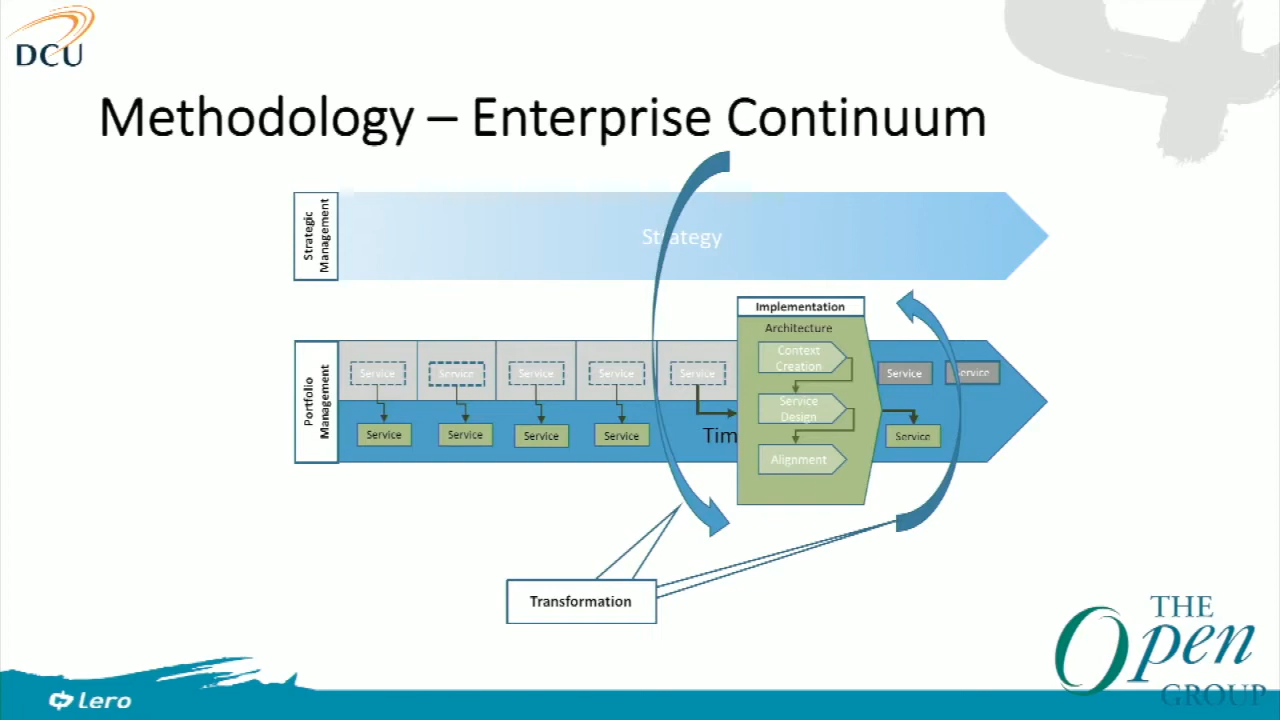 DCU
Methodology – Enterprise Continuum
Strategic
Management
Strategy
Implementation
Architecture
Context
Creation
Service
Design
Alignment
Portfolio
Management
Service
Service
Service
Service
Service
Service
Service
Service
Service
Service
Service
Tim
Service
Service
Transformation
THE
Open
GROUP
Lero